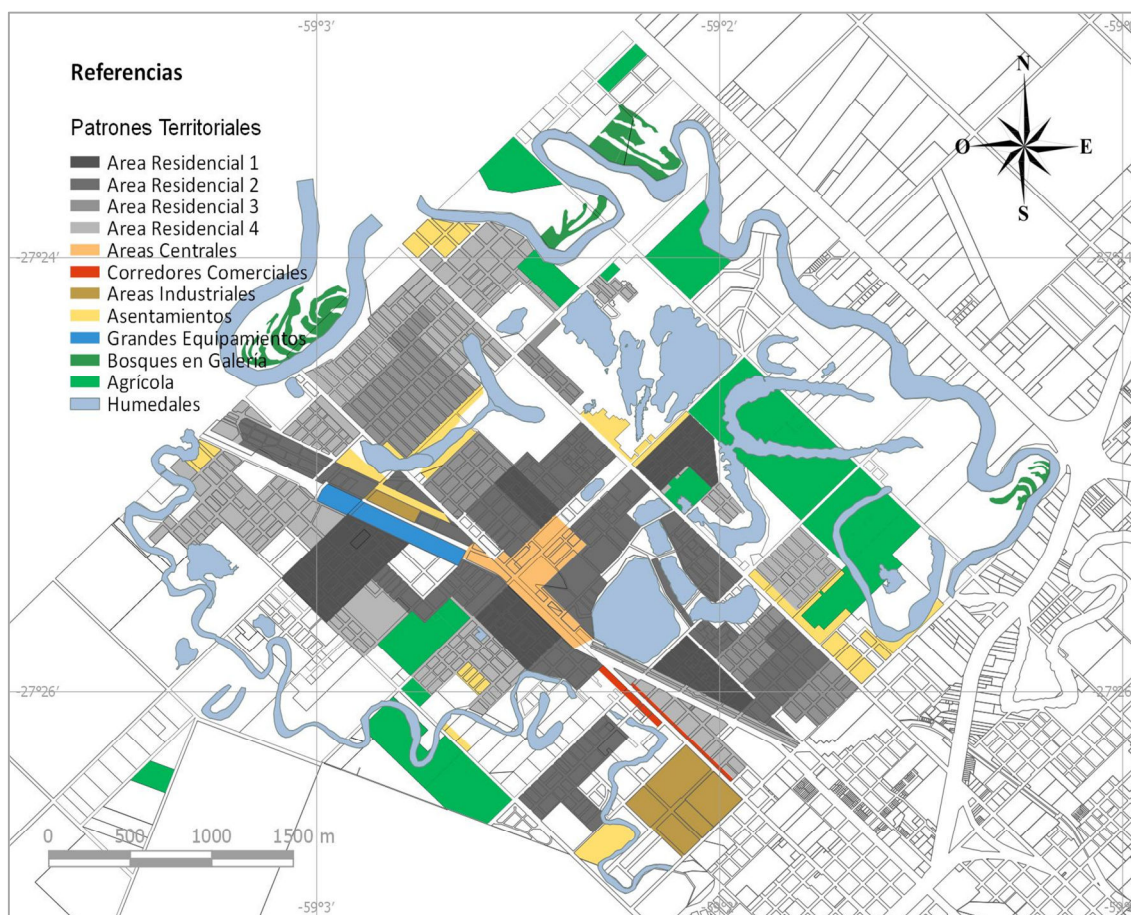 -59°3'
-59°2'
Referencias
N
Patrones Territoriales
O
E
Area Residencial 1
Area Residencial 2
S
Area Residencial 3
Area Residencial 4
Areas Centrales
-27°24'
Corredores Comerciales
Areas Industriales
Asentamientos
Grandes Equipamientos
Bosques en Galería
Agrícola
Humedales
-27°26'
0
500
1000
1500 m
-59°3'
-59°2'